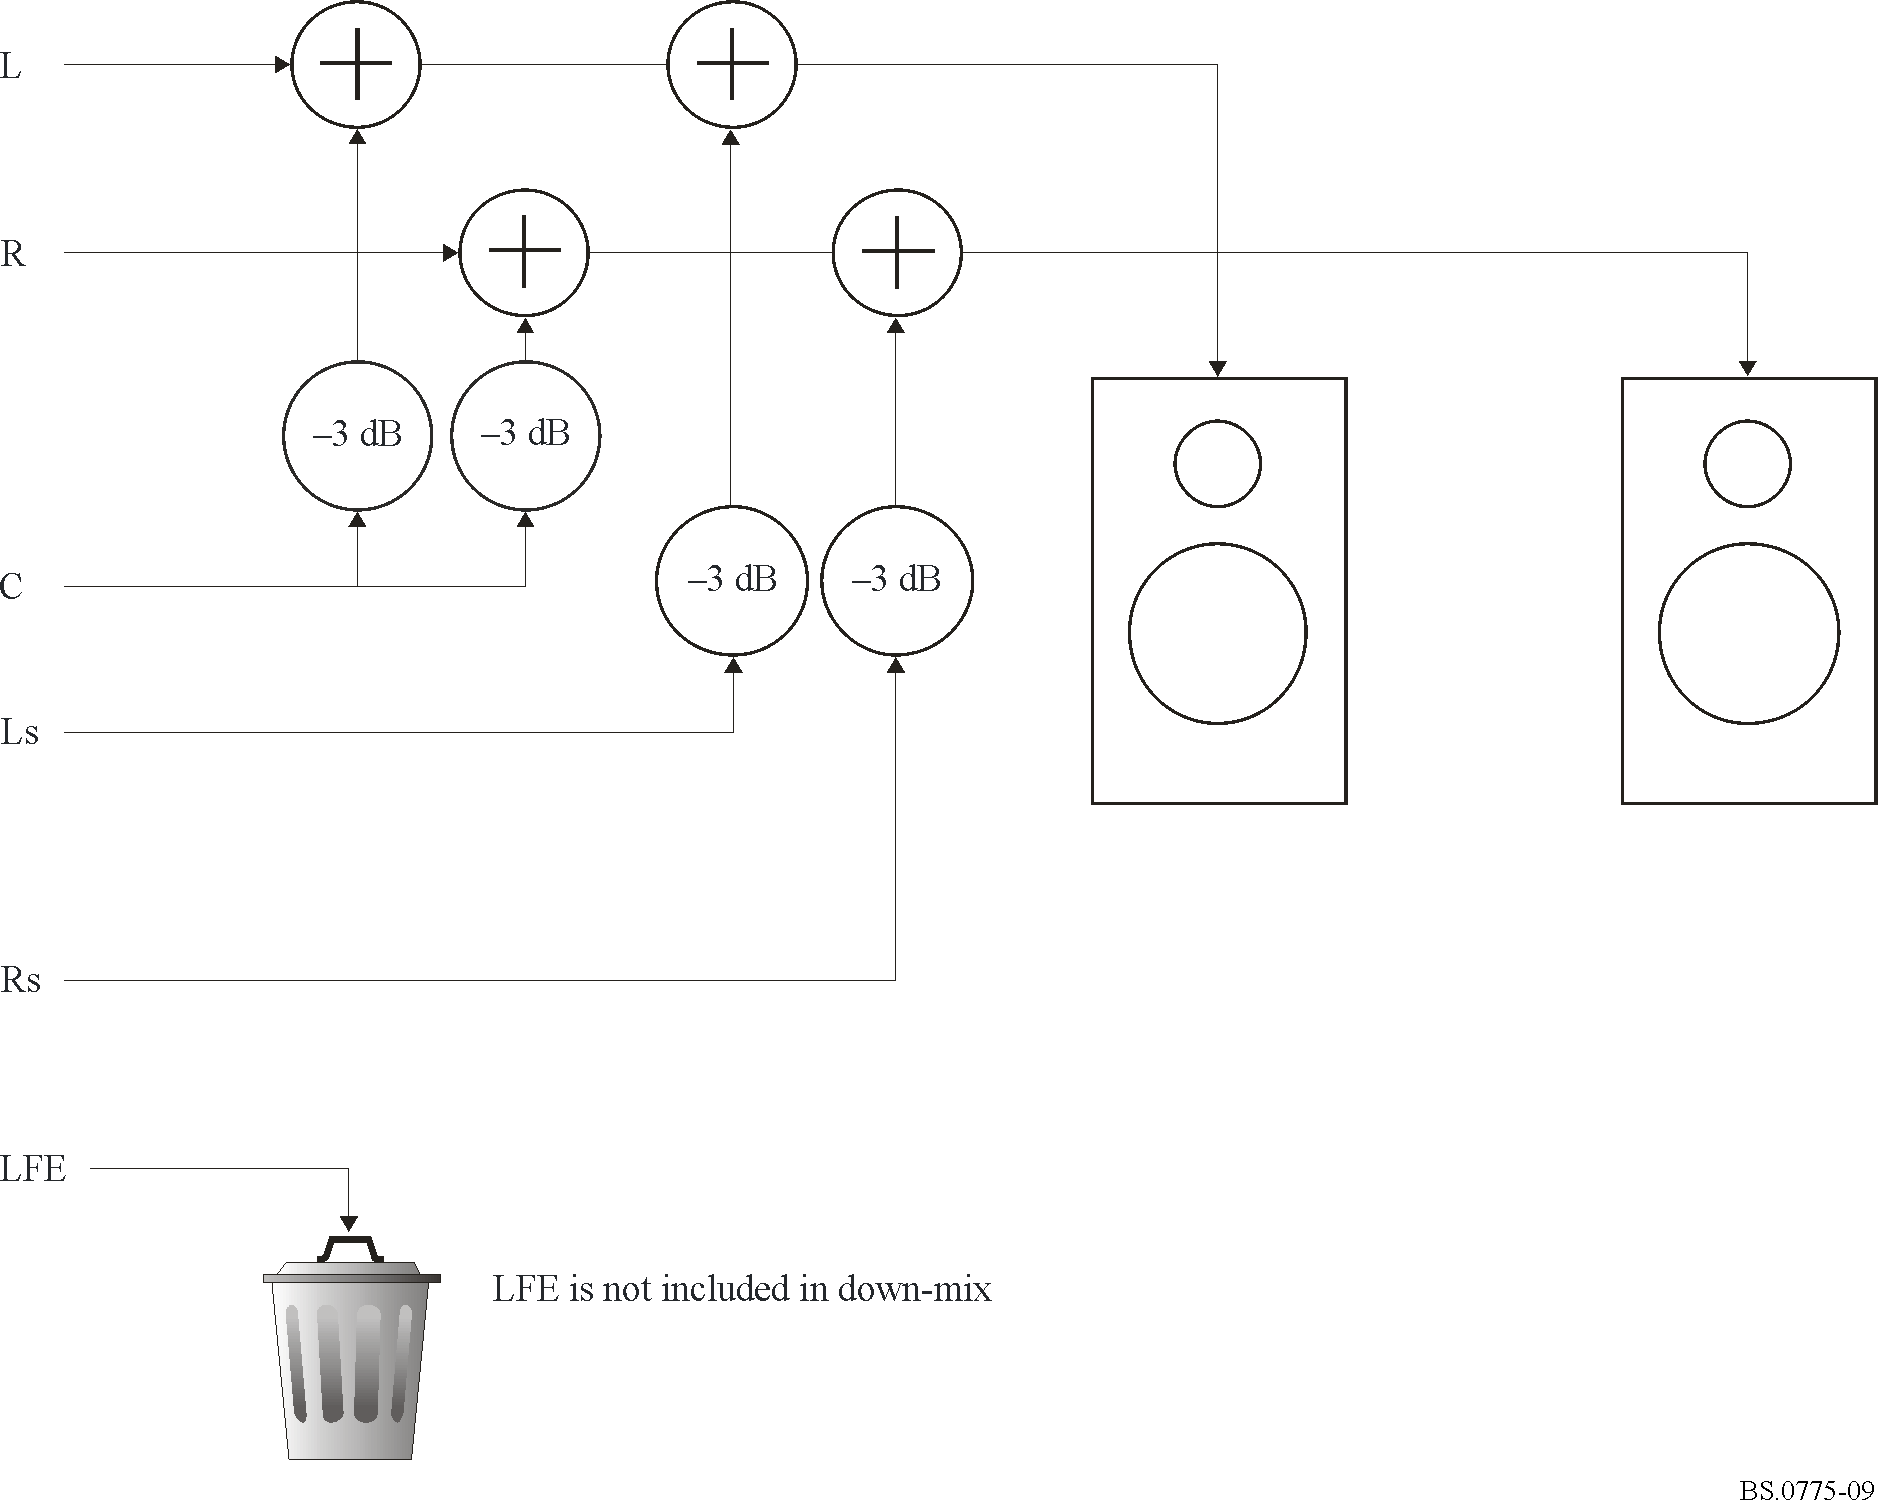 L
R
–3 dB
–3 dB
C
–3 dB
–3 dB
Ls
Rs
LFE
LFE is not included in down-mix
BS.0775-09